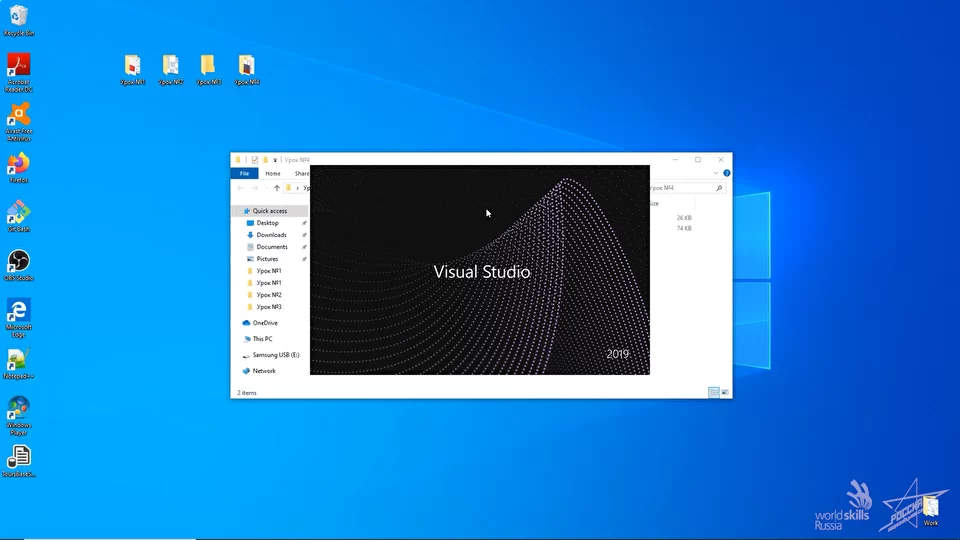 Recycle Bin
Acrobat
Reader DC
Avast Free
Antivirus
Firefox
Git Bash
OBS Studio
Microsoft
Edge
Notepad++
Windows
Player
Урок №1
Урок №2
Урок №3
Урок №4
Урок №4
File
Home
Share
Ур
Урок №4
Size
26 KB
74 KB
Quick access
Desktop
Downloads
Documents
Pictures
Урок №1
Урок №1
Урок №2
Урок №3
OneDrive
This PC
Samsung USB (E:)
Network
2 items
Visual Studio
2019
worldskills
Russia
РОССИЯ
Work